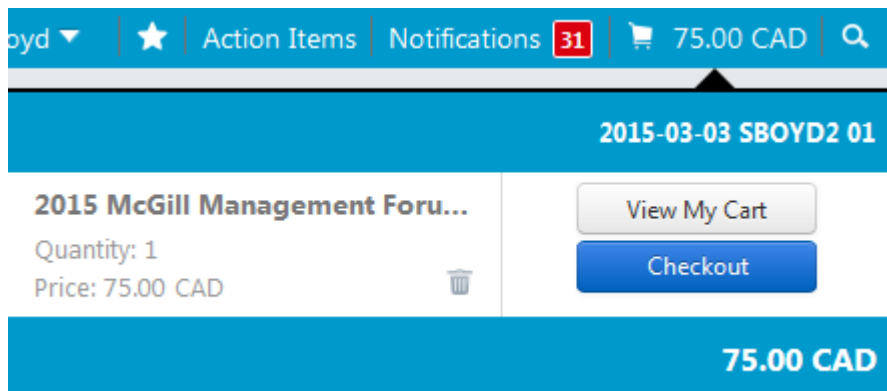 oyd Action Items Notifications 31 75.00 CAD
2015-03-03 SBOYD2 01
2015 McGill Management Foru...
View My Cart
Quantity: 1
Checkout
Price: 75.00 CAD
75.00 CAD